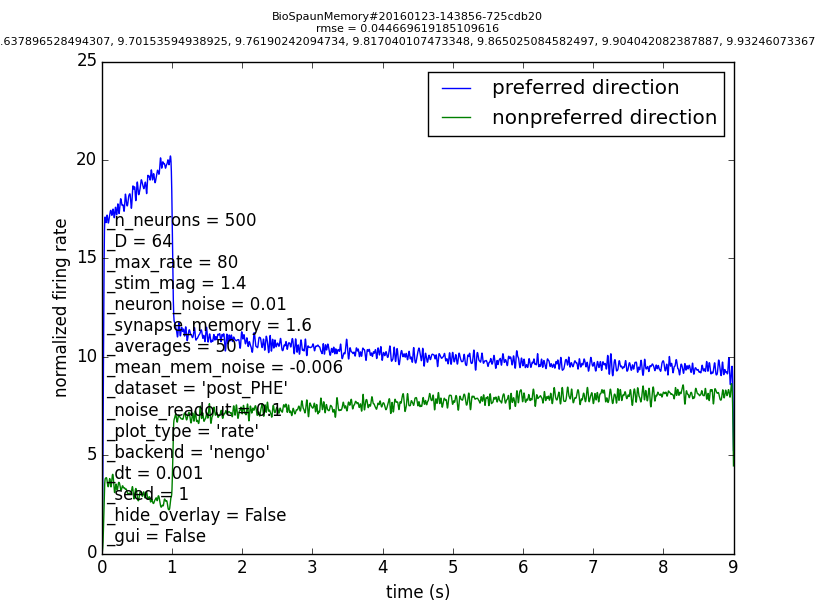 BioSpaunMemory#20160123-143856-725cdb20
rmse = 0.044669619185109616
.637896528494307, 9.70153594938925, 9.76190242094734, 9.817040107473348, 9.865025084582497, 9.904042082387887, 9.93246073367
25
20
15
10
5
0
normalized firing rate
preferred direction
nonpreferred direction
_n_neurons = 500
_D = 64
_max_rate = 80
_stim_mag = 1.4
_neuron_noise = 0.01
_synapse_memory = 1.6
_averages = 50
_mean_mem_noise = -0.006
_dataset = 'post_PHE'
_noise_readout = 0.1
_plot_type = 'rate'
_backend = 'nengo'
_dt = 0.001
_seed = 1
_hide_overlay = False
_gui = False
0 1 2 3 4 5 6 7 8 9
time (s)